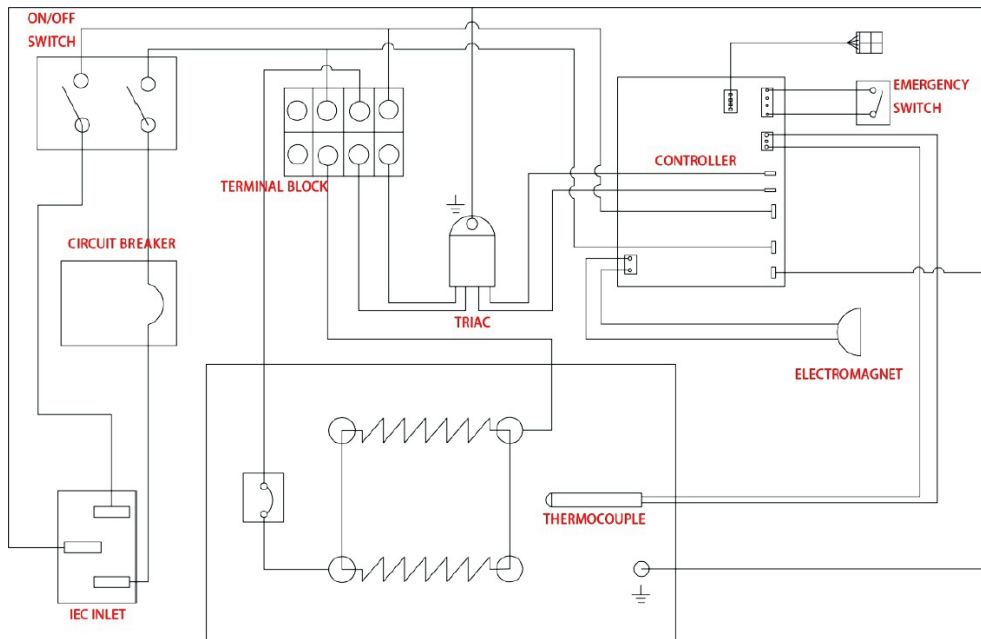 ON/OFF
SWITCH
EMERGENCY
SWITCH
CONTROLLER
TERMINAL BLOCK
CIRCUIT BREAKER
TRIAC
ELECTROMAGNET
THERMOCOUPLE
IEC INLET